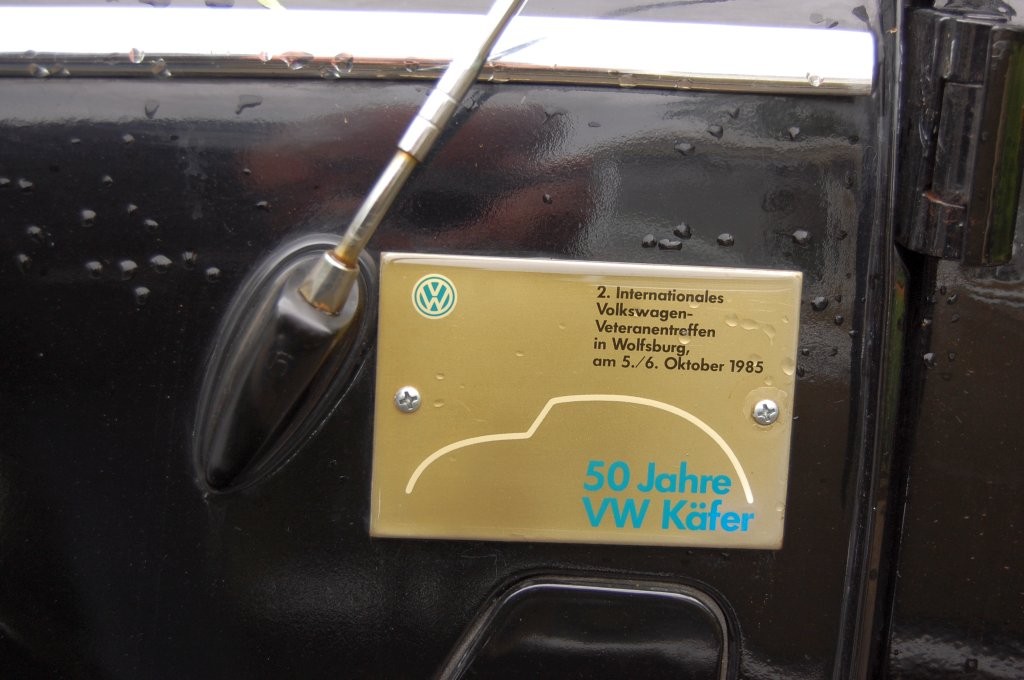 2. Internationales
Volkswagen-
Veteranentreffen
in Wolfsburg,
am 5./6. Oktober 1985
50 Jahre
VW Käfer